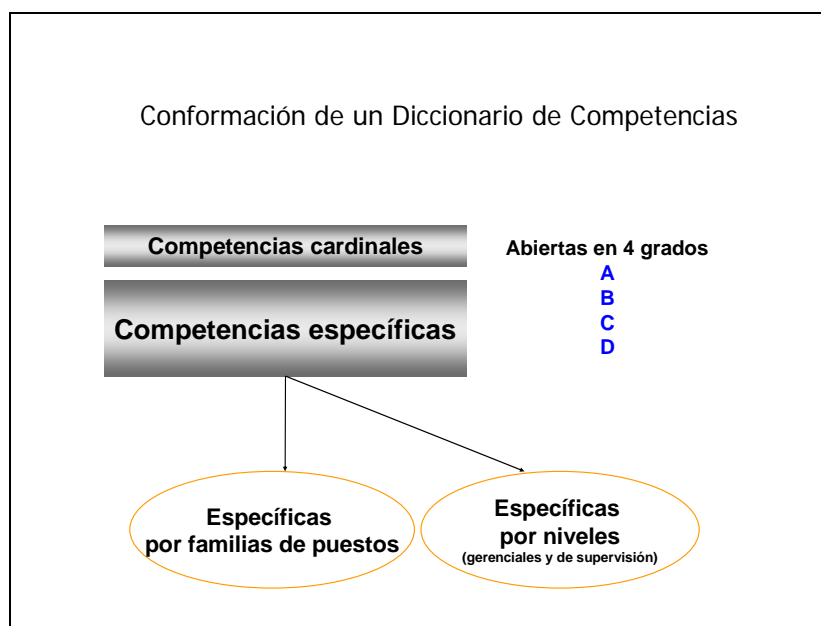 Conformación de un Diccionario de Competencias
Competencias cardinales
Competencias específicas
Abiertas en 4 grados
A
B
C
D
Específicas
por familias de puestos
Específicas
por niveles
(gerenciales y de supervisión)